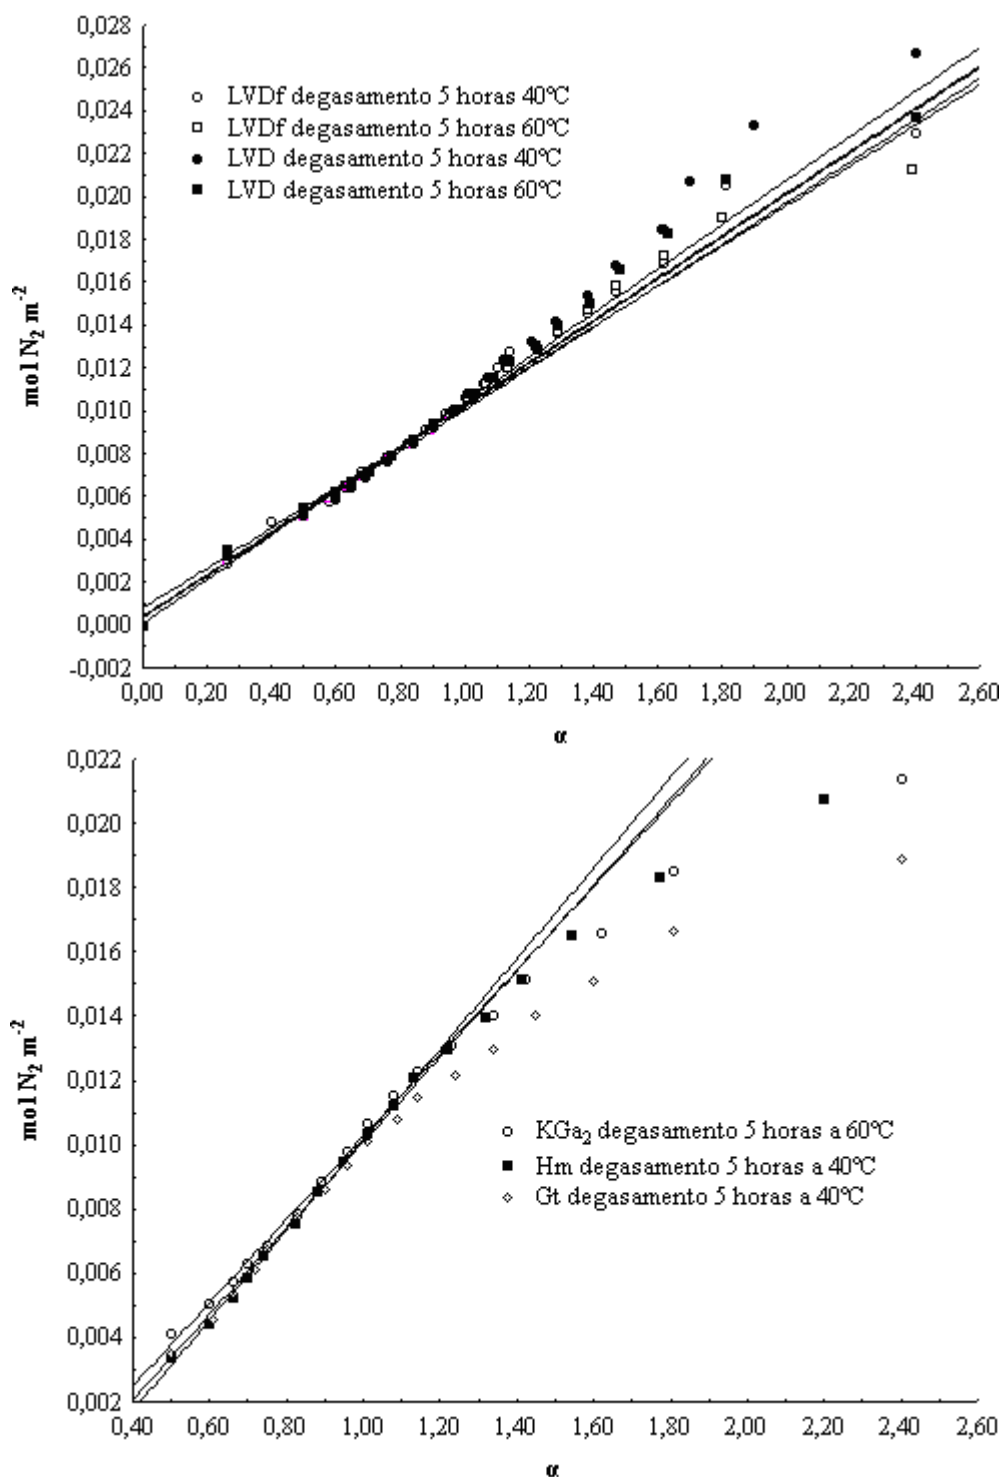 0,028
0,026
0,024
0,022
0,020
0,018
0,016
0,014
0,012
0,010
0,008
0,006
0,004
0,002
0,000
-0,002
mol N2 m-2
LVDf degasamento 5 horas 40ºC
LVDf degasamento 5 horas 60ºC
LVD degasamento 5 horas 40ºC
LVD degasamento 5 horas 60ºC
0,00 0,20 0,40 0,60 0,80 1,00 1,20 1,40 1,60 1,80 2,00 2,20 2,40 2,60
α
0,022
0,020
0,018
0,016
0,014
0,012
0,010
0,008
0,006
0,004
0,002
mol N2 m-2
KGa2 degasamento 5 horas a 60ºC
Hm degasamento 5 horas a 40ºC
Gt degasamento 5 horas a 40ºC
0,40 0,60 0,80 1,00 1,20 1,40 1,60 1,80 2,00 2,20 2,40 2,60
α